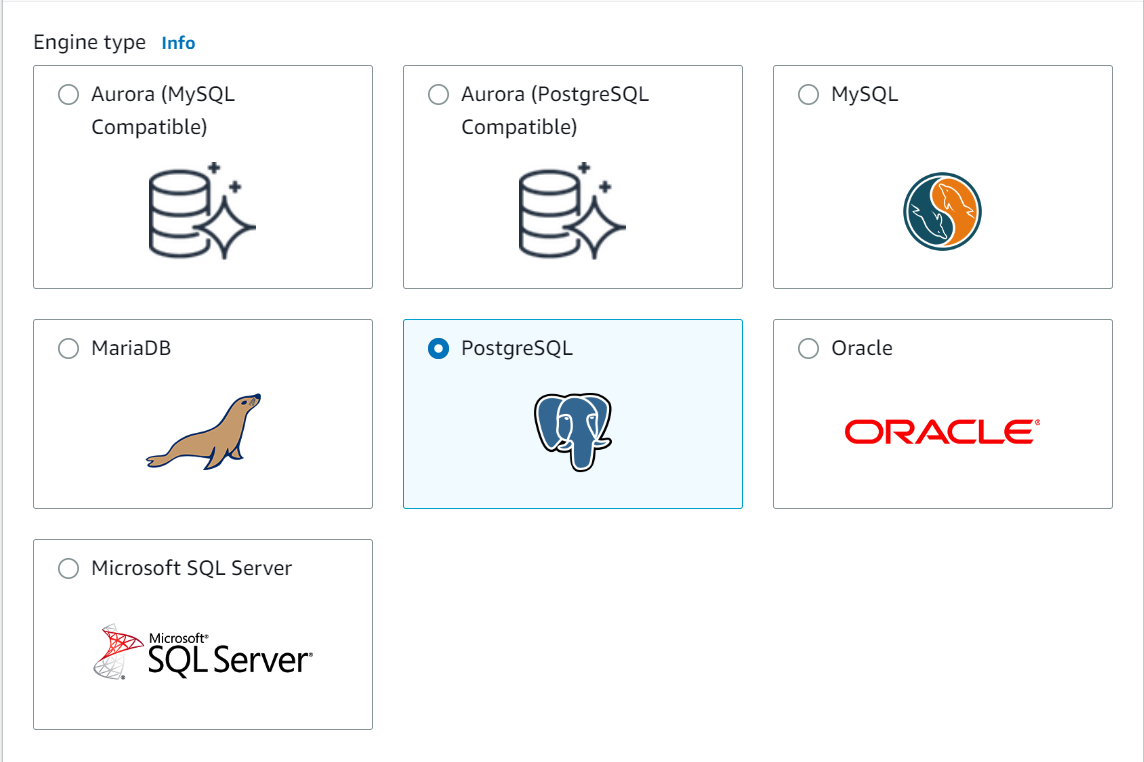 Engine type Info
Aurora (MySQL
Compatible)
Aurora (PostgreSQL
Compatible)
MySQL
MariaDB
PostgreSQL
Oracle
ORACLE®
Microsoft SQL Server
Microsoft®
SQL Server®